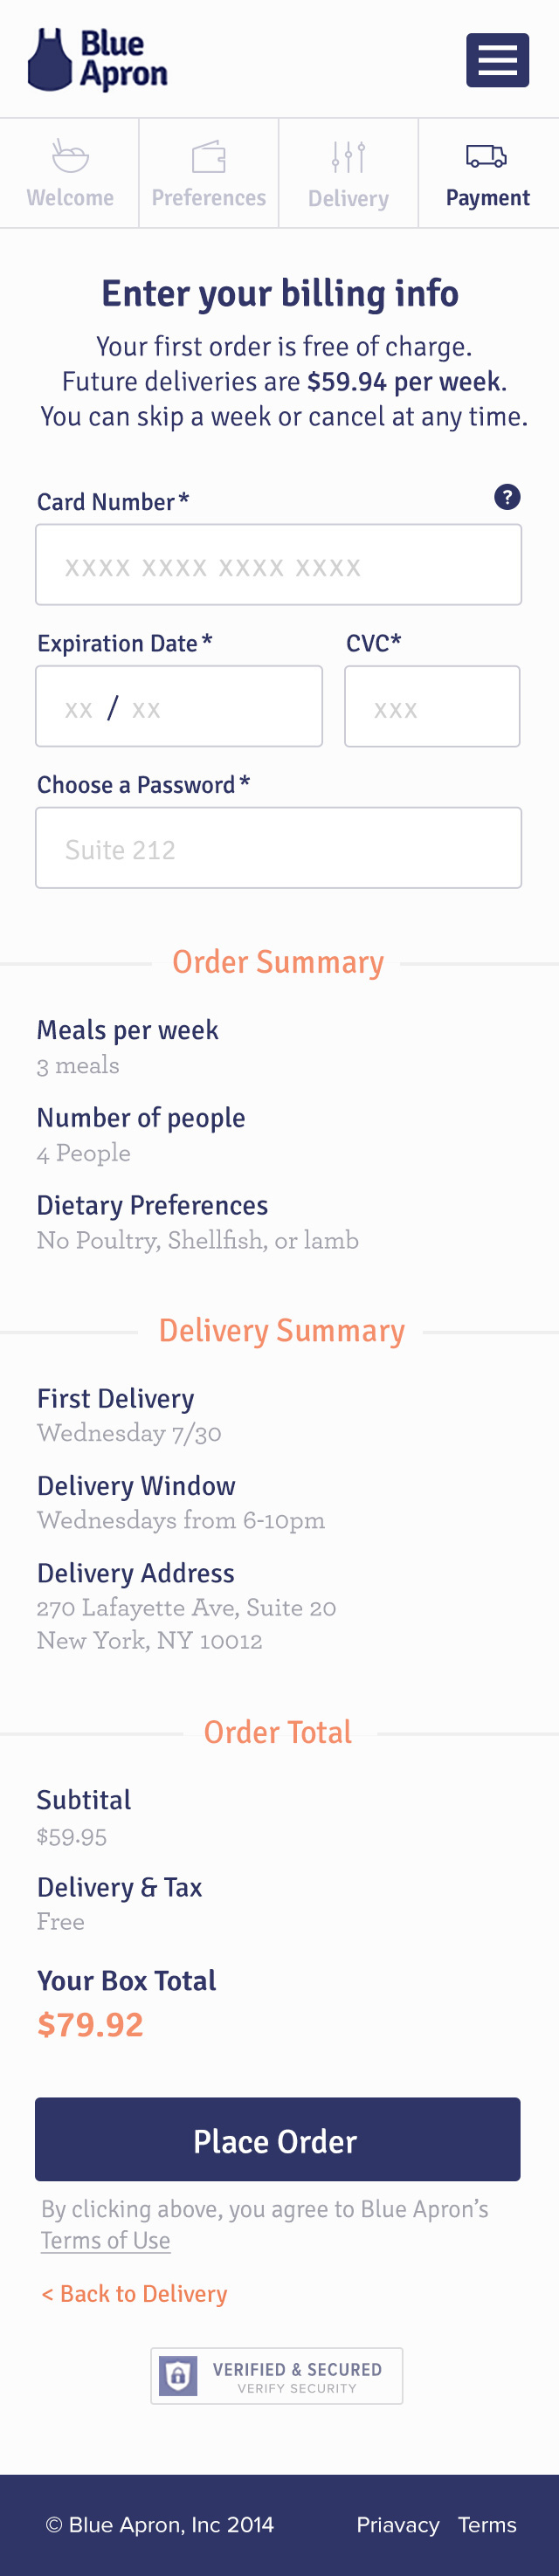 Blue
Apron
Welcome
Preferences
Delivery
Payment
Enter your billing info
Your first order is free of charge.
Future deliveries are $59.94 per week.
You can skip a week or cancel at any time.
Card Number*
?
xxxx xxxx xxxx xxxx
Expiration Date* CVC*
xx / xx
xxx
Choose a Password*
Suite 212
Order Summary
Meals per week
3 meals
Number of people
4 People
Dietary Preferences
No Poultry, Shellfish, or lamb
Delivery Summary
First Delivery
Wednesday 7/30
Delivery Window
Wednesdays from 6-10pm
Delivery Address
270 Lafayette Ave, Suite 20
New York, NY 10012
Order Total
Subtital
$59.95
Delivery & Tax
Free
Your Box Total
$79.92
Place Order
By clicking above, you agree to Blue Apron’s
Terms of Use
< Back to Delivery
VERIFIED & SECURED
VERIFY SECURITY
© Blue Apron, Inc 2014 Priavacy Terms